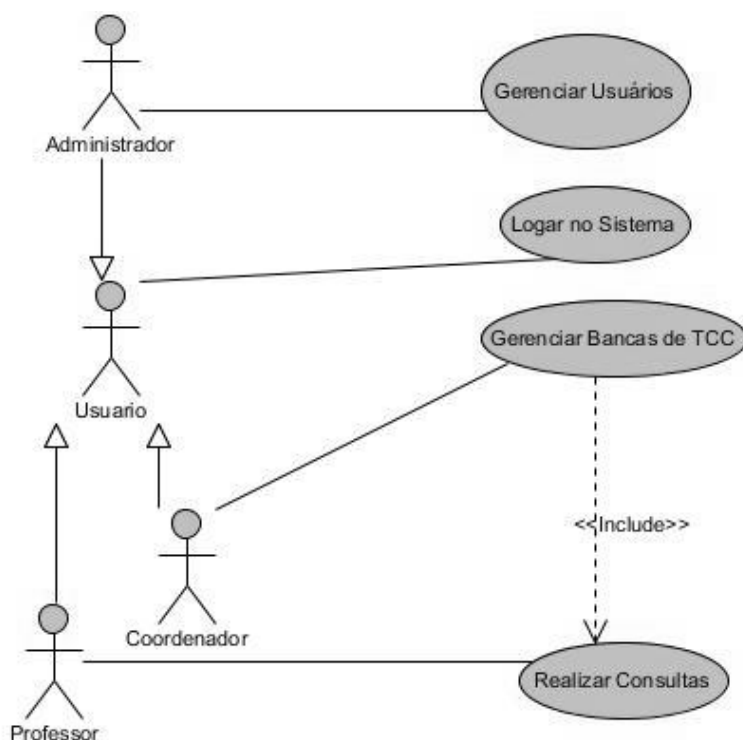 Gerenciar Usuários
Administrador
Logar no Sistema
Gerenciar Bancas de TCC
Usuario
<<Include>>
Coordenador
Realizar Consultas
Professor